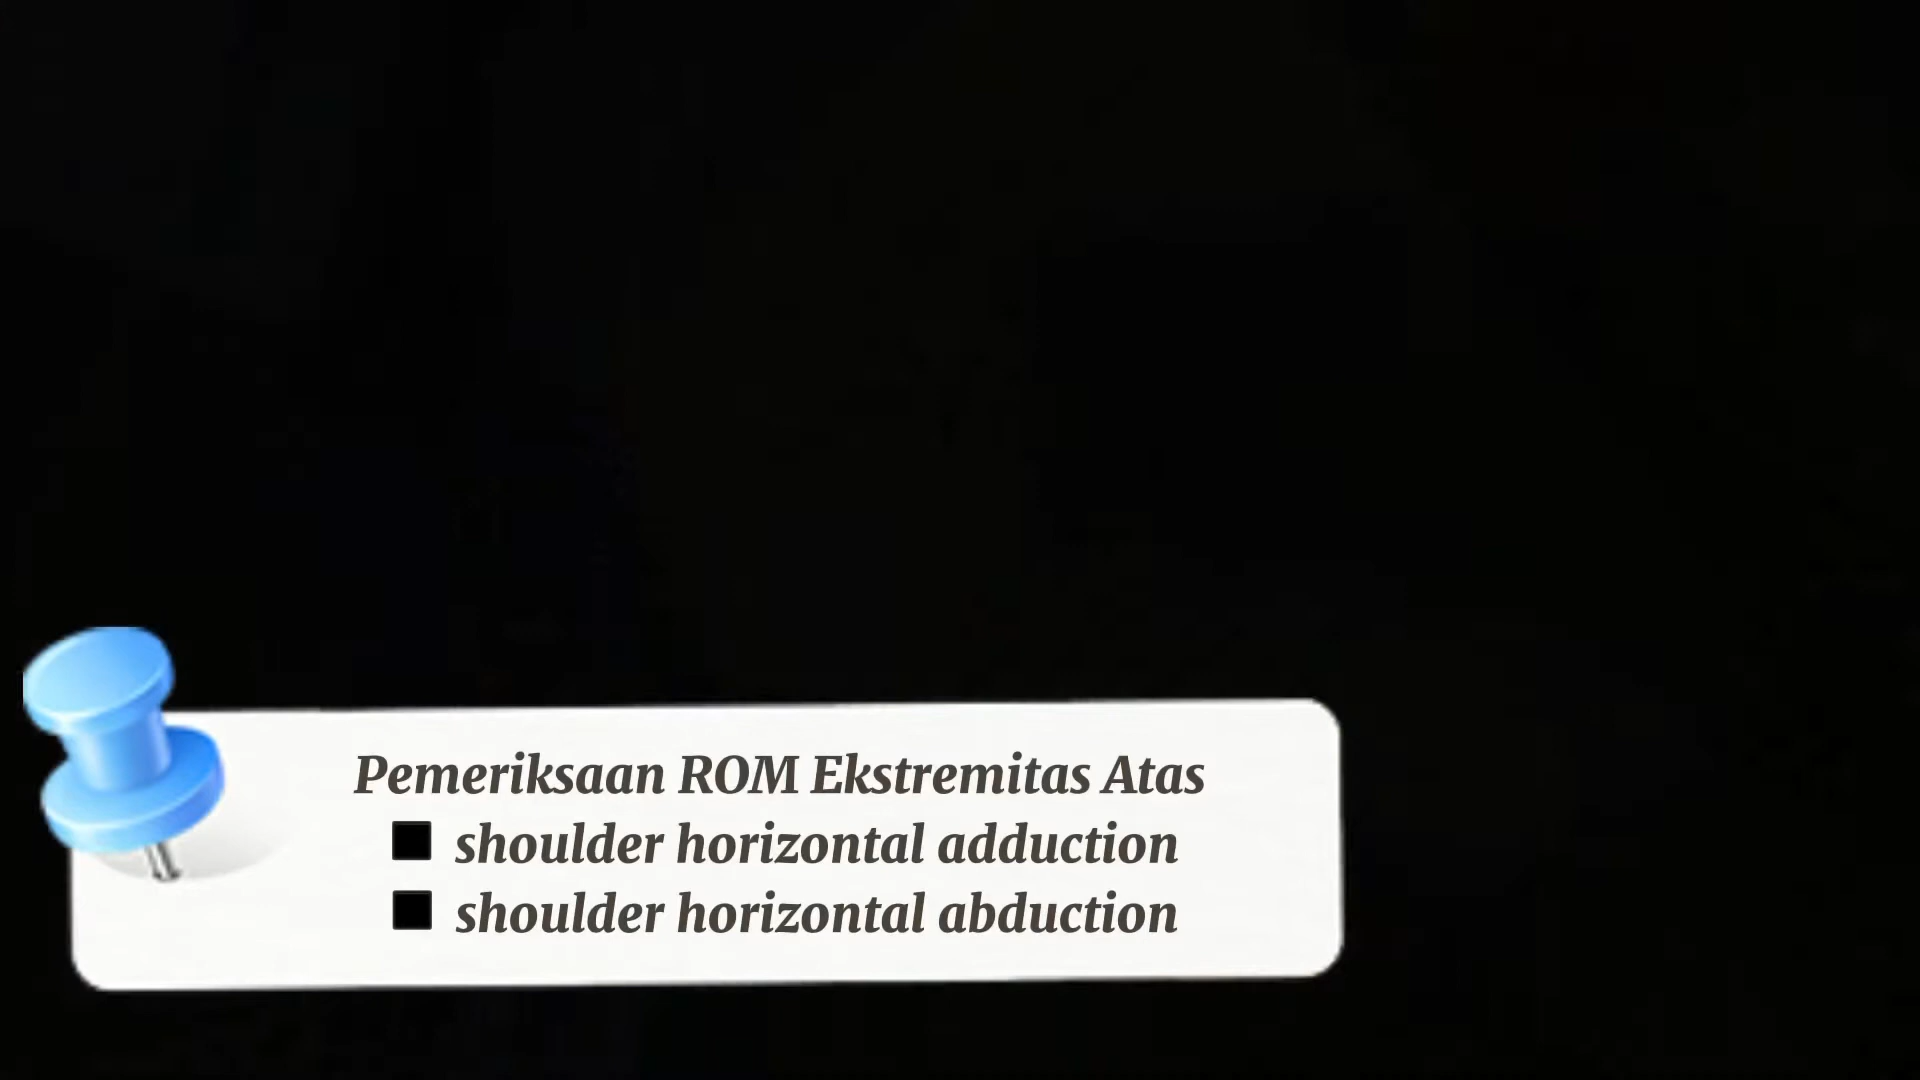 Pemeriksaan ROM Ekstremitas Atas
■ shoulder horizontal adduction
■ shoulder horizontal abduction